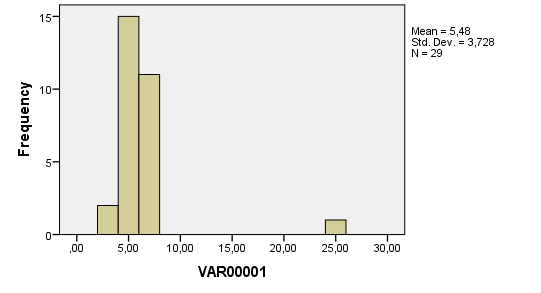 Mean = 5,48
Std. Dev. = 3,728
N = 29
Frequency
15
10
5
0
,00
5,00
10,00
15,00
20,00
25,00
30,00
VAR00001